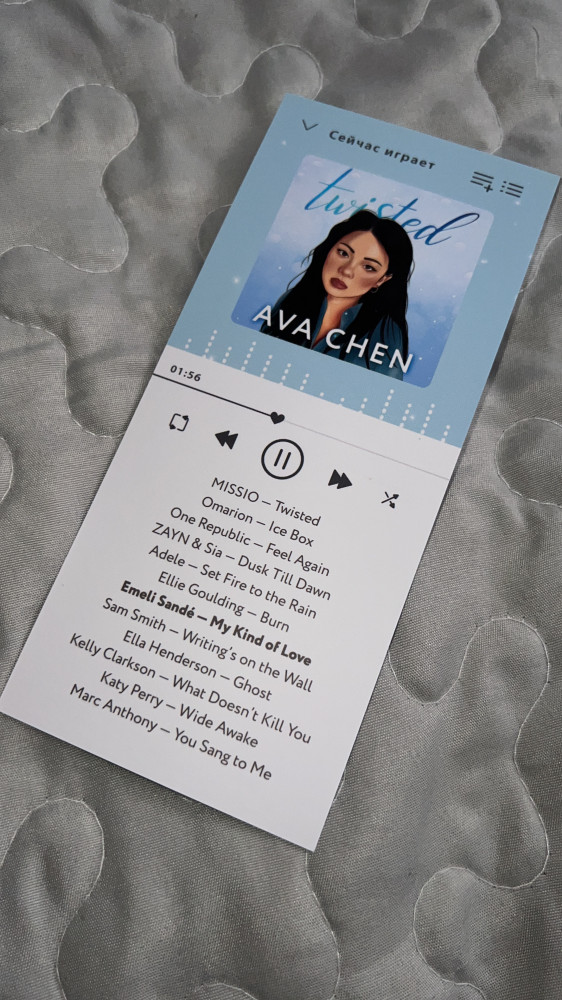 Сейчас играет
twisted
AVA CHEN
01:56
MISSIO – Twisted
Omarion – Ice Box
One Republic – Feel Again
ZAYN & Sia – Dusk Till Dawn
Adele – Set Fire to the Rain
Ellie Goulding – Burn
Emeli Sandé – My Kind of Love
Sam Smith – Writing's on the Wall
Ella Henderson – Ghost
Kelly Clarkson – What Doesn't Kill You
Katy Perry – Wide Awake
Marc Anthony – You Sang to Me